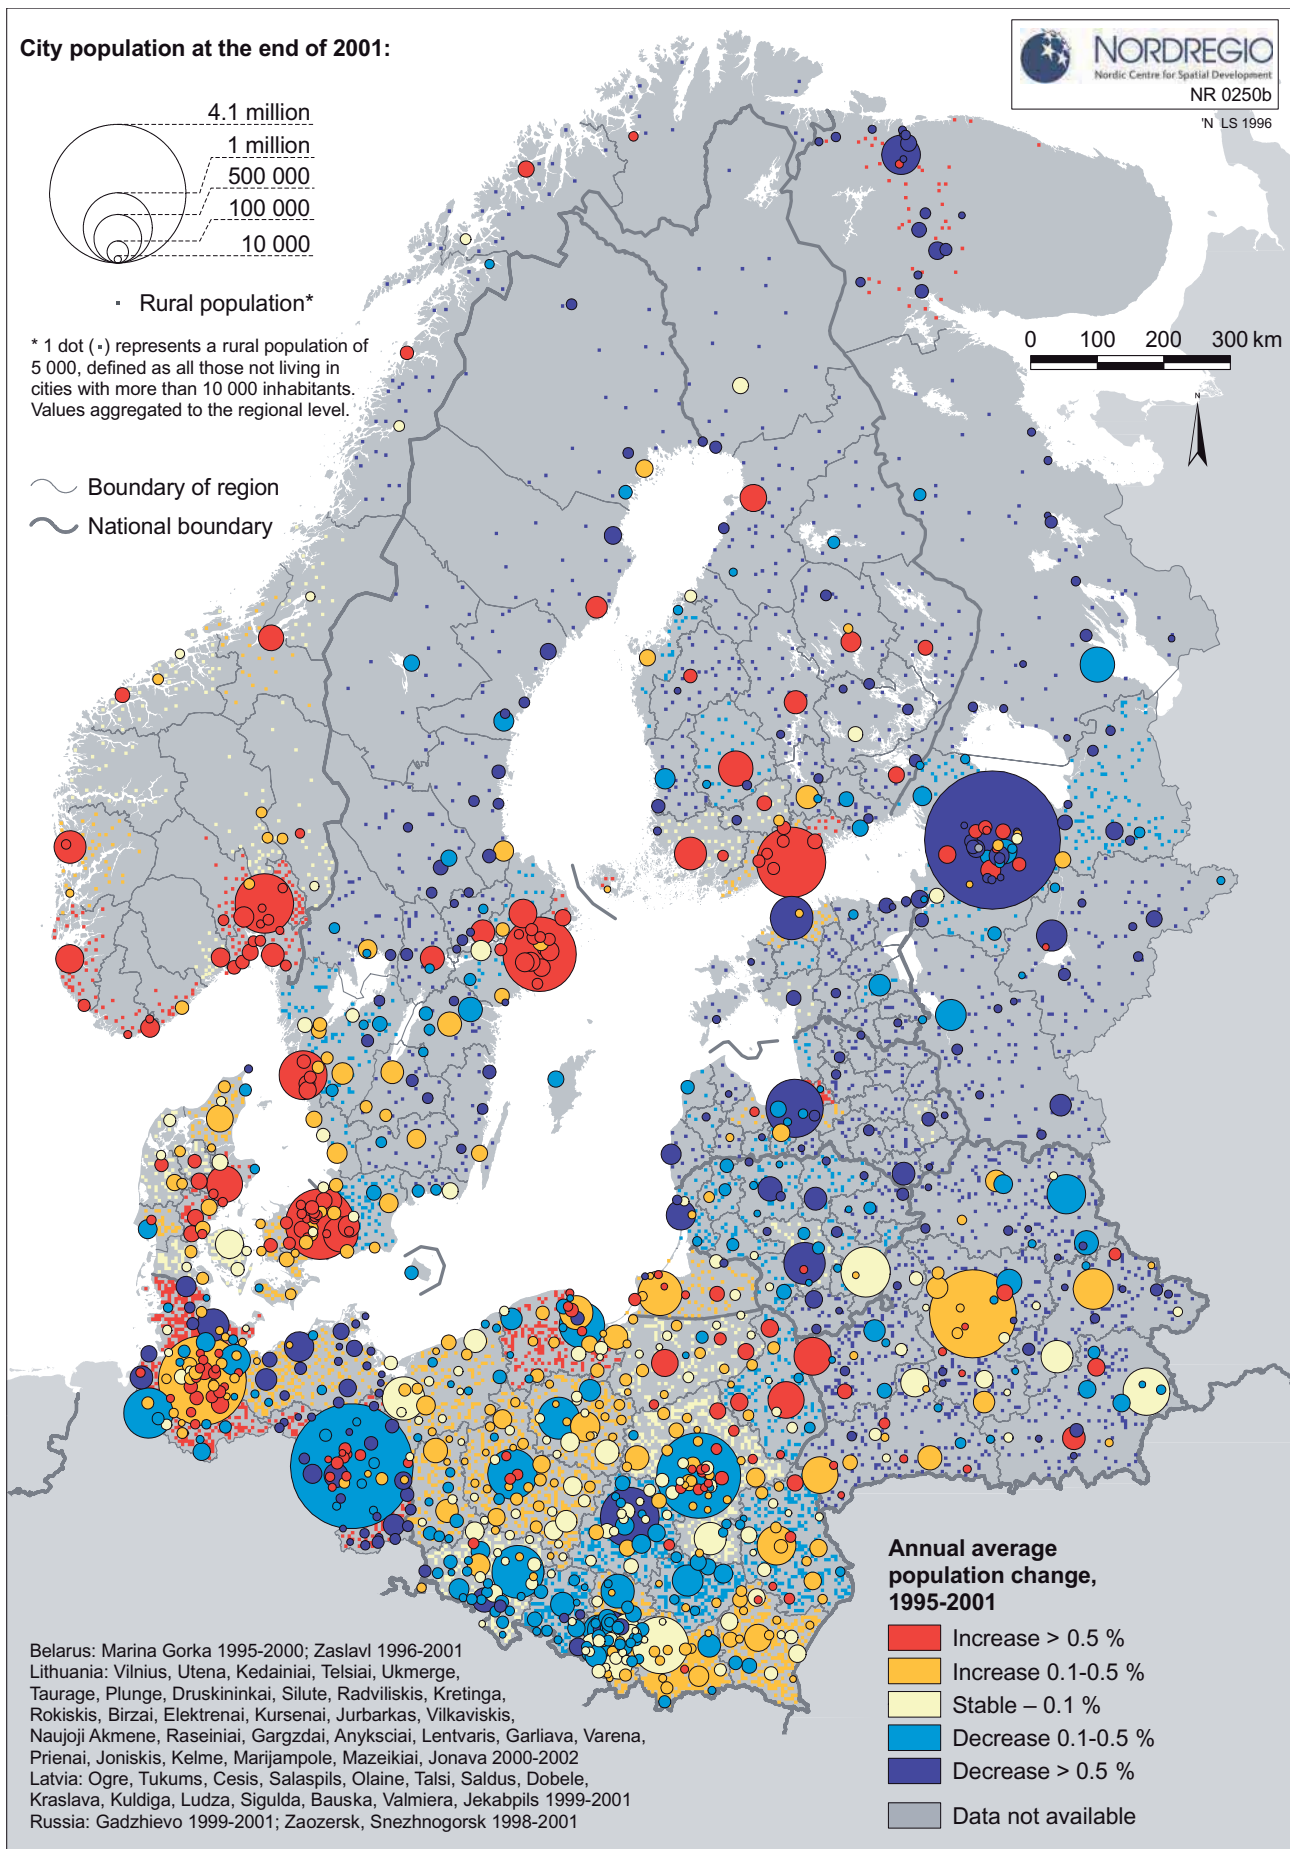 City population at the end of 2001:
4.1 million
1 million
500 000
100 000
10 000
Rural population*
* 1 dot (▪) represents a rural population of
5 000, defined as all those not living in
cities with more than 10 000 inhabitants.
Values aggregated to the regional level.
Boundary of region
National boundary
NORDREGIO
Nordic Centre for Spatial Development
NR 0250b
'N LS 1996
0 100 200 300 km
N
Annual average
population change,
1995-2001
Increase > 0.5 %
Increase 0.1-0.5 %
Stable – 0.1 %
Decrease 0.1-0.5 %
Decrease > 0.5 %
Data not available
Belarus: Marina Gorka 1995-2000; Zaslavl 1996-2001
Lithuania: Vilnius, Utena, Kedainiai, Telsiai, Ukmerge,
Taurage, Plunge, Druskininkai, Silute, Radviliskis, Kretinga,
Rokiskis, Birzai, Elektrenai, Kursenai, Jurbarkas, Vilkaviskis,
Naujoji Akmene, Raseiniai, Gargzdai, Anyksciai, Lentvaris, Garliava, Varena,
Prienai, Joniskis, Kelme, Marijampole, Mazeikiai, Jonava 2000-2002
Latvia: Ogre, Tukums, Cesis, Salaspils, Olaine, Talsi, Saldus, Dobele,
Kraslava, Kuldiga, Ludza, Sigulda, Bauska, Valmiera, Jekabpils 1999-2001
Russia: Gadzhievo 1999-2001; Zaozersk, Snezhnogorsk 1998-2001